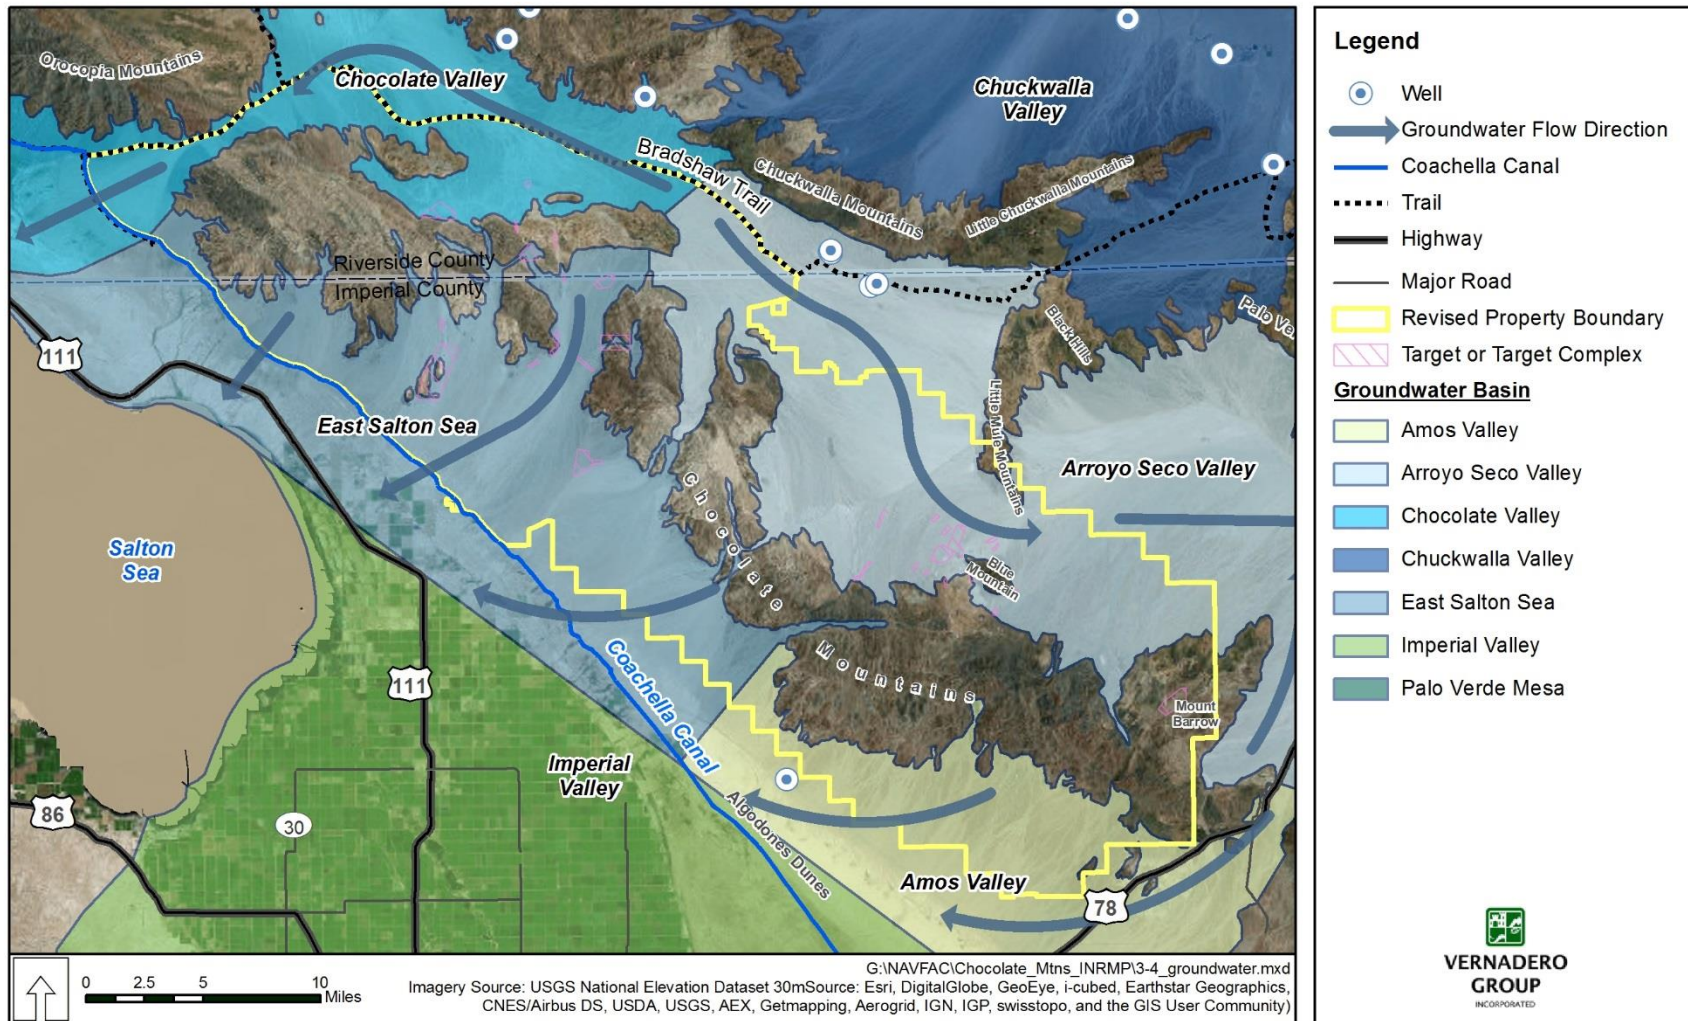 Orocopia Mountains
Chocolate Valley
Chuckwalla
Valley
Bradshaw Trail
Chuckwalla Mountains
Little Chuckwalla Mountains
Riverside County
Imperial County
111
East Salton Sea
Black Hills
Little Mule Mountains
Arroyo Seco Valley
Salton
Sea
Chocolate
Mountains
Blue
Mountain
Mount
Barrow
111
Coachella Canal
Imperial
Valley
Algodones Dunes
86
30
Amos Valley
78
0 2.5 5 10
Miles
G:\NAVFAC\Chocolate_Mtns_INRMP\3-4_groundwater.mxd
Imagery Source: USGS National Elevation Dataset 30mSource: Esri, DigitalGlobe, GeoEye, i-cubed, Earthstar Geographics,
CNES/Airbus DS, USDA, USGS, AEX, Getmapping, Aerogrid, IGN, IGP, swisstopo, and the GIS User Community)
Legend
Well
Groundwater Flow Direction
Coachella Canal
Trail
Highway
Major Road
Revised Property Boundary
Target or Target Complex
Groundwater Basin
Amos Valley
Arroyo Seco Valley
Chocolate Valley
Chuckwalla Valley
East Salton Sea
Imperial Valley
Palo Verde Mesa
VERNADERO
GROUP
INCORPORATED